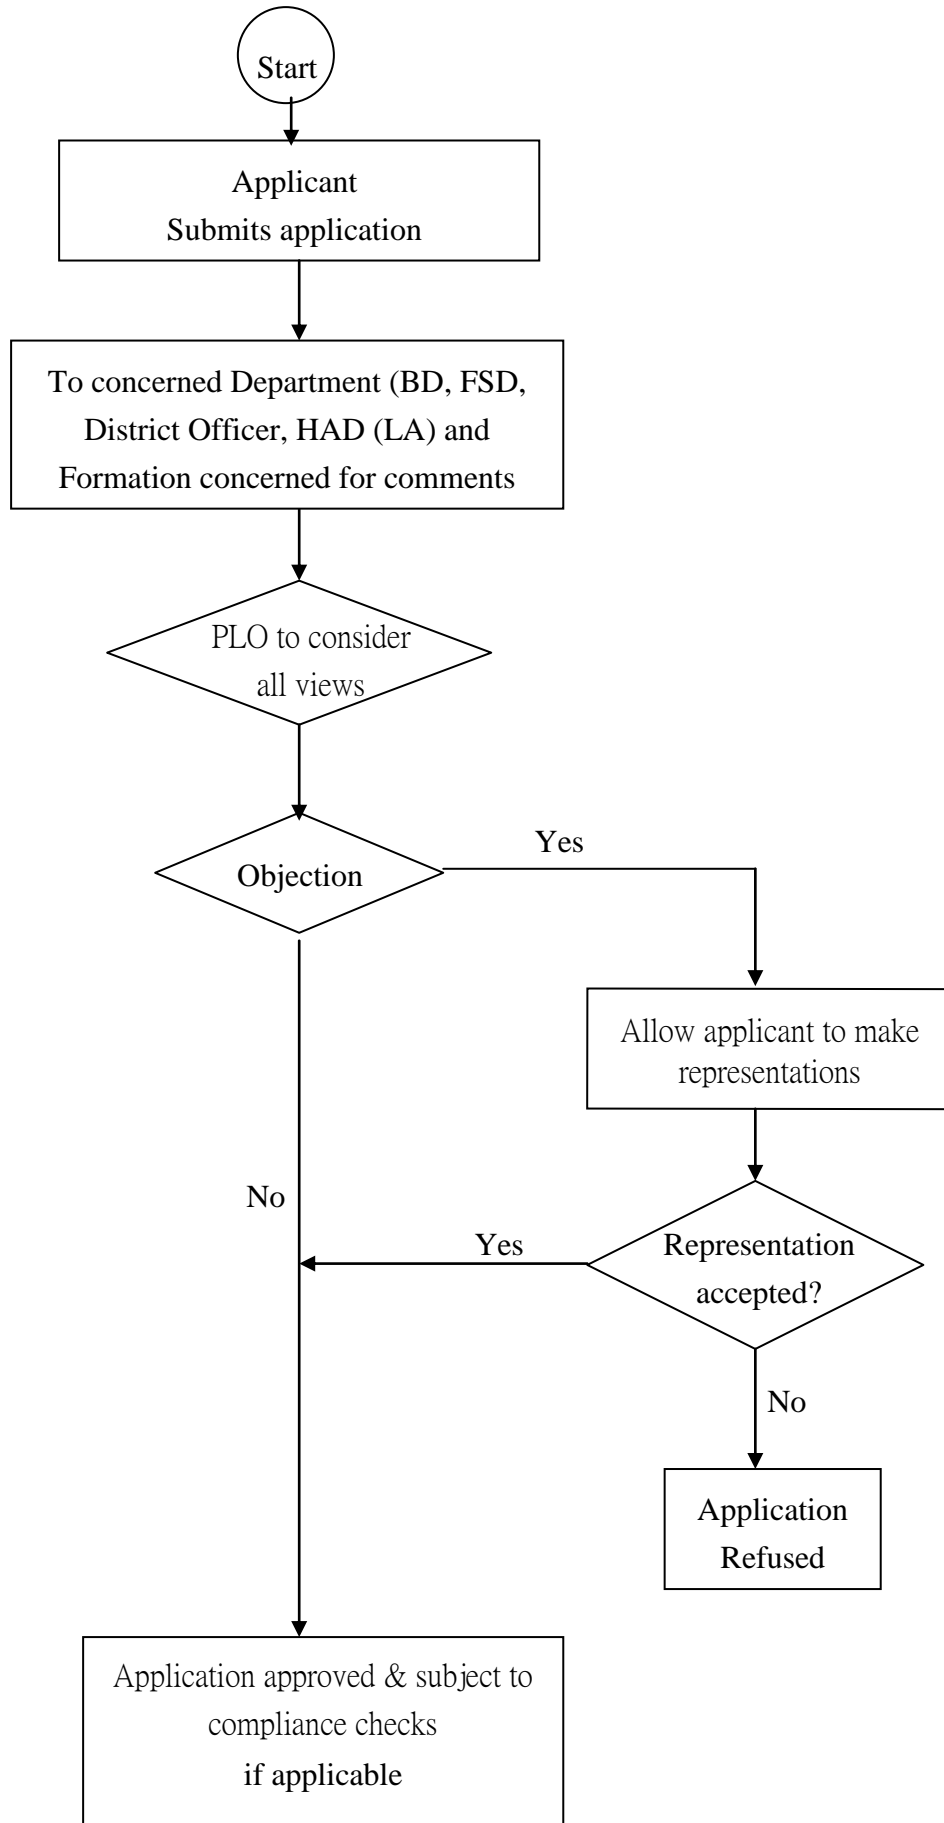 Start
Applicant
Submits application
To concerned Department (BD, FSD,
District Officer, HAD (LA) and
Formation concerned for comments
PLO to consider
all views
Objection
Yes
Allow applicant to make
representations
No
Yes
Representation
accepted?
No
Application
Refused
Application approved & subject to
compliance checks
if applicable